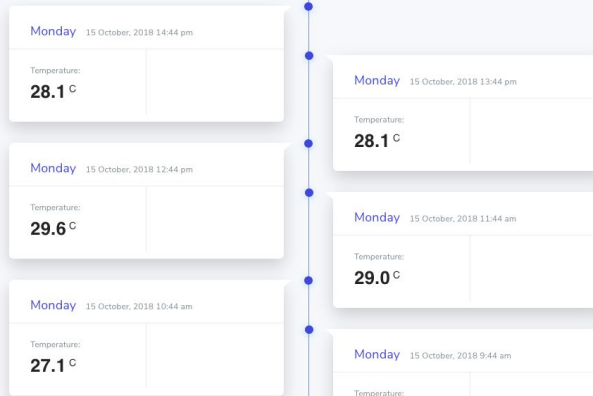 Monday 15 October, 2018 14:44 pm
Temperature:
28.1 C
Monday 15 October, 2018 13:44 pm
Temperature:
28.1 C
Monday 15 October, 2018 12:44 pm
Temperature:
29.6 C
Monday 15 October, 2018 11:44 am
Temperature:
29.0 C
Monday 15 October, 2018 10:44 am
Temperature:
27.1 C
Monday 15 October, 2018 9:44 am
Temperature: